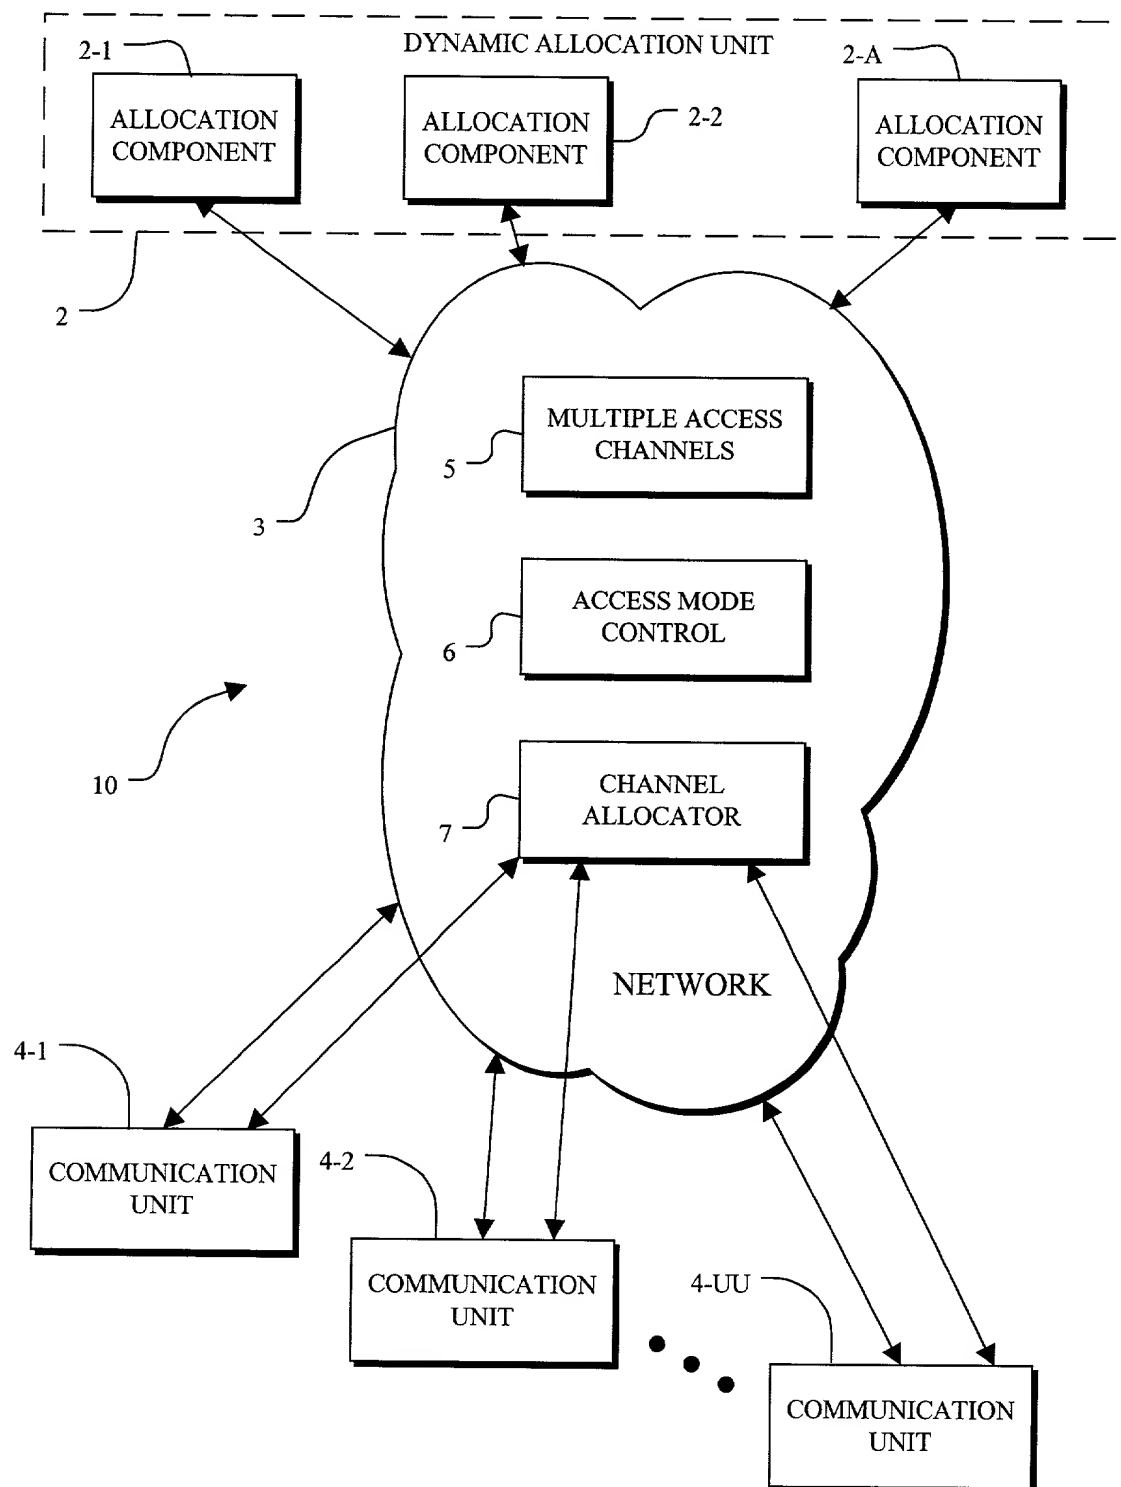 DYNAMIC ALLOCATION UNIT
2-1
2-A
ALLOCATION
COMPONENT
ALLOCATION
COMPONENT
2-2
ALLOCATION
COMPONENT
2
MULTIPLE ACCESS
CHANNELS
5
3
ACCESS MODE
CONTROL
6
10
CHANNEL
ALLOCATOR
7
NETWORK
4-1
COMMUNICATION
UNIT
4-2
COMMUNICATION
UNIT
4-UU
COMMUNICATION
UNIT